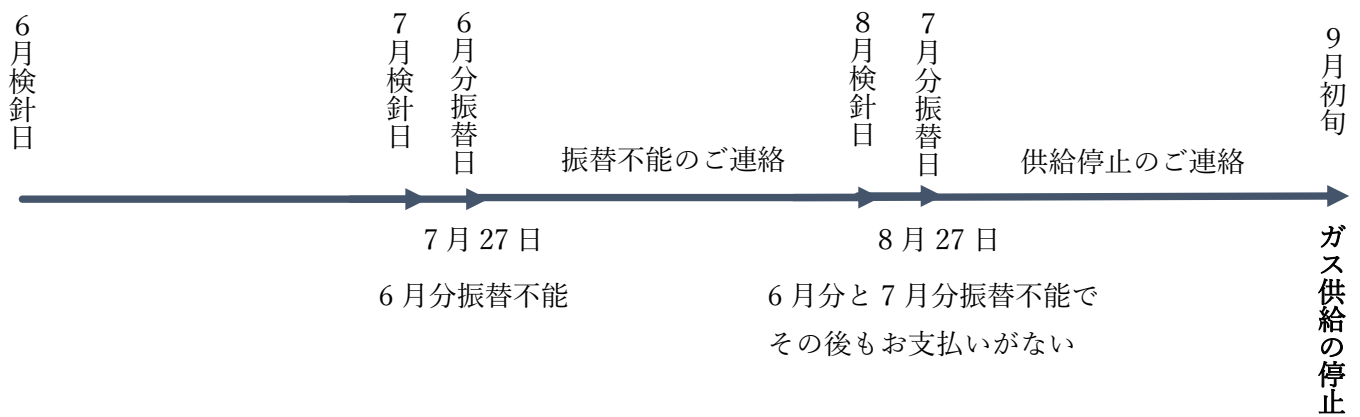 6月検針日
7月検針日
6月分振替日
8月検針日
7月分振替日
9月初旬
振替不能のご連絡
供給停止のご連絡
7月27日
8月27日
6月分振替不能
6月分と7月分振替不能で
その後もお支払いがない
ガス供給の停止